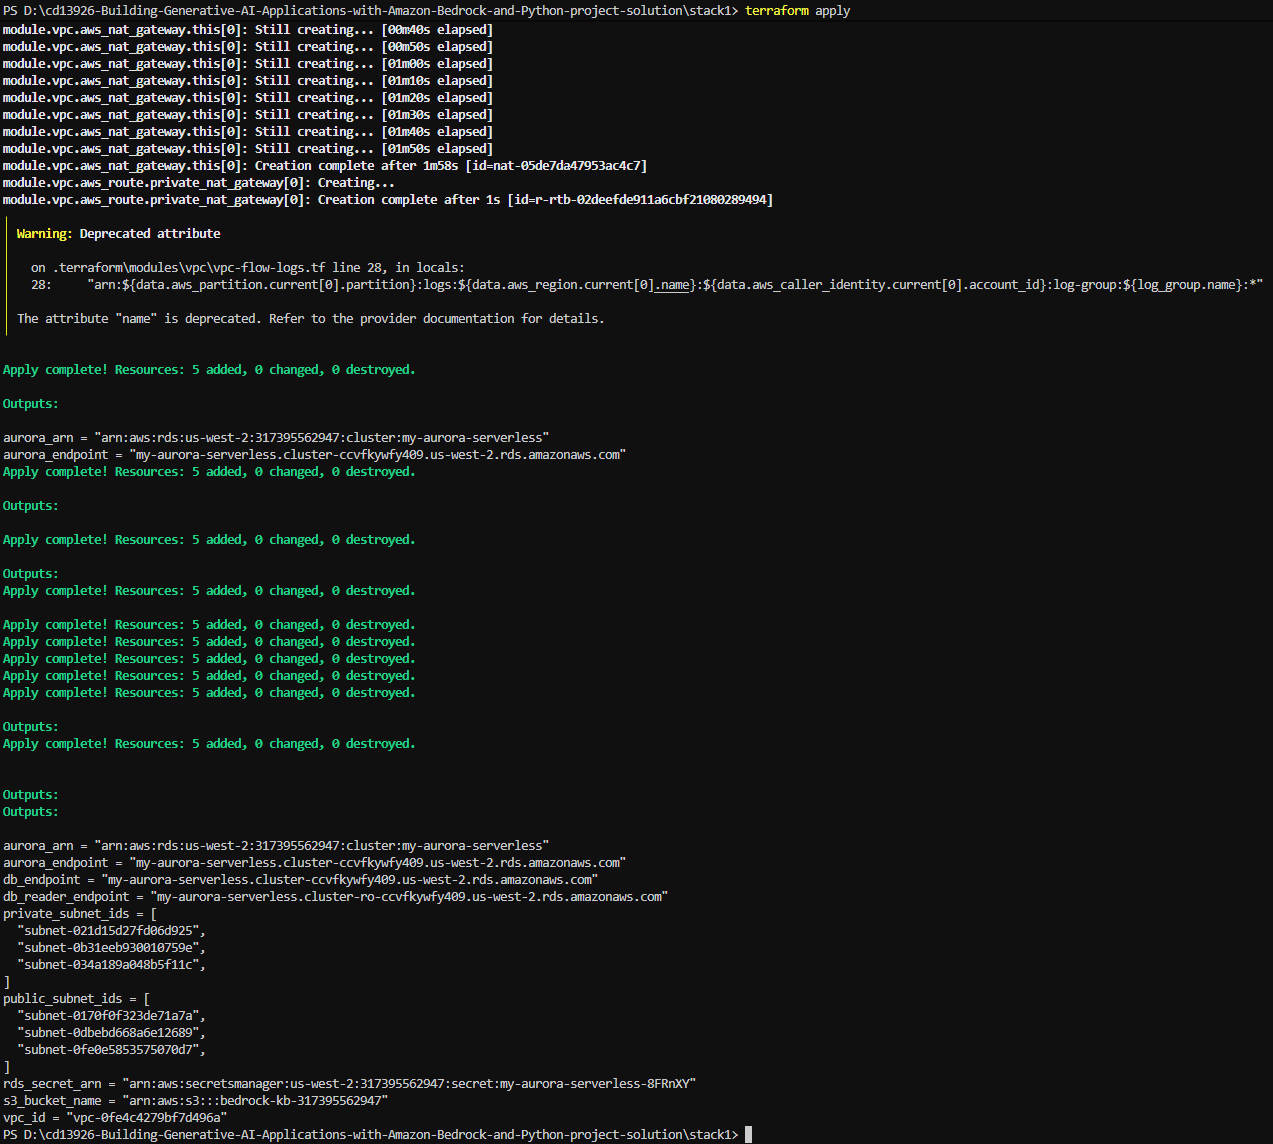 PS D:\cd13926-Building-Generative-AI-Applications-with-Amazon-Bedrock-and-Python-project-solution\stack1> terraform apply
module.vpc.aws_nat_gateway.this[0]: Still creating... [00m40s elapsed]
module.vpc.aws_nat_gateway.this[0]: Still creating... [00m50s elapsed]
module.vpc.aws_nat_gateway.this[0]: Still creating... [01m00s elapsed]
module.vpc.aws_nat_gateway.this[0]: Still creating... [01m10s elapsed]
module.vpc.aws_nat_gateway.this[0]: Still creating... [01m20s elapsed]
module.vpc.aws_nat_gateway.this[0]: Still creating... [01m30s elapsed]
module.vpc.aws_nat_gateway.this[0]: Still creating... [01m40s elapsed]
module.vpc.aws_nat_gateway.this[0]: Still creating... [01m50s elapsed]
module.vpc.aws_nat_gateway.this[0]: Creation complete after 1m58s [id=nat-05de7da47953ac4c7]
module.vpc.aws_route.private_nat_gateway[0]: Creating...
module.vpc.aws_route.private_nat_gateway[0]: Creation complete after 1s [id=r-rtb-02deefde911a6cbf21080289494]
Warning: Deprecated attribute
on .terraform\modules\vpc\vpc-flow-logs.tf line 28, in locals:
28:     "arn:${data.aws_partition.current[0].partition}:logs:${data.aws_region.current[0].name}:${data.aws_caller_identity.current[0].account_id}:log-group:${log_group.name}:*"
The attribute "name" is deprecated. Refer to the provider documentation for details.
Apply complete! Resources: 5 added, 0 changed, 0 destroyed.
Outputs:
aurora_arn = "arn:aws:rds:us-west-2:317395562947:cluster:my-aurora-serverless"
aurora_endpoint = "my-aurora-serverless.cluster-ccvfkywfy409.us-west-2.rds.amazonaws.com"
Apply complete! Resources: 5 added, 0 changed, 0 destroyed.
Outputs:
Apply complete! Resources: 5 added, 0 changed, 0 destroyed.
Outputs:
Apply complete! Resources: 5 added, 0 changed, 0 destroyed.
Apply complete! Resources: 5 added, 0 changed, 0 destroyed.
Apply complete! Resources: 5 added, 0 changed, 0 destroyed.
Apply complete! Resources: 5 added, 0 changed, 0 destroyed.
Apply complete! Resources: 5 added, 0 changed, 0 destroyed.
Apply complete! Resources: 5 added, 0 changed, 0 destroyed.
Outputs:
Apply complete! Resources: 5 added, 0 changed, 0 destroyed.
Outputs:
Outputs:
aurora_arn = "arn:aws:rds:us-west-2:317395562947:cluster:my-aurora-serverless"
aurora_endpoint = "my-aurora-serverless.cluster-ccvfkywfy409.us-west-2.rds.amazonaws.com"
db_endpoint = "my-aurora-serverless.cluster-ccvfkywfy409.us-west-2.rds.amazonaws.com"
db_reader_endpoint = "my-aurora-serverless.cluster-ro-ccvfkywfy409.us-west-2.rds.amazonaws.com"
private_subnet_ids = [
"subnet-021d15d27fd06d925",
"subnet-0b31eeb930010759e",
"subnet-034a189a048b5f11c",
]
public_subnet_ids = [
"subnet-0170f0f323de71a7a",
"subnet-0dbebd668a6e12689",
"subnet-0fe0e5853575070d7",
]
rds_secret_arn = "arn:aws:secretsmanager:us-west-2:317395562947:secret:my-aurora-serverless-8FRnXY"
s3_bucket_name = "arn:aws:s3:::bedrock-kb-317395562947"
vpc_id = "vpc-0fe4c4279bf7d496a"
PS D:\cd13926-Building-Generative-AI-Applications-with-Amazon-Bedrock-and-Python-project-solution\stack1>